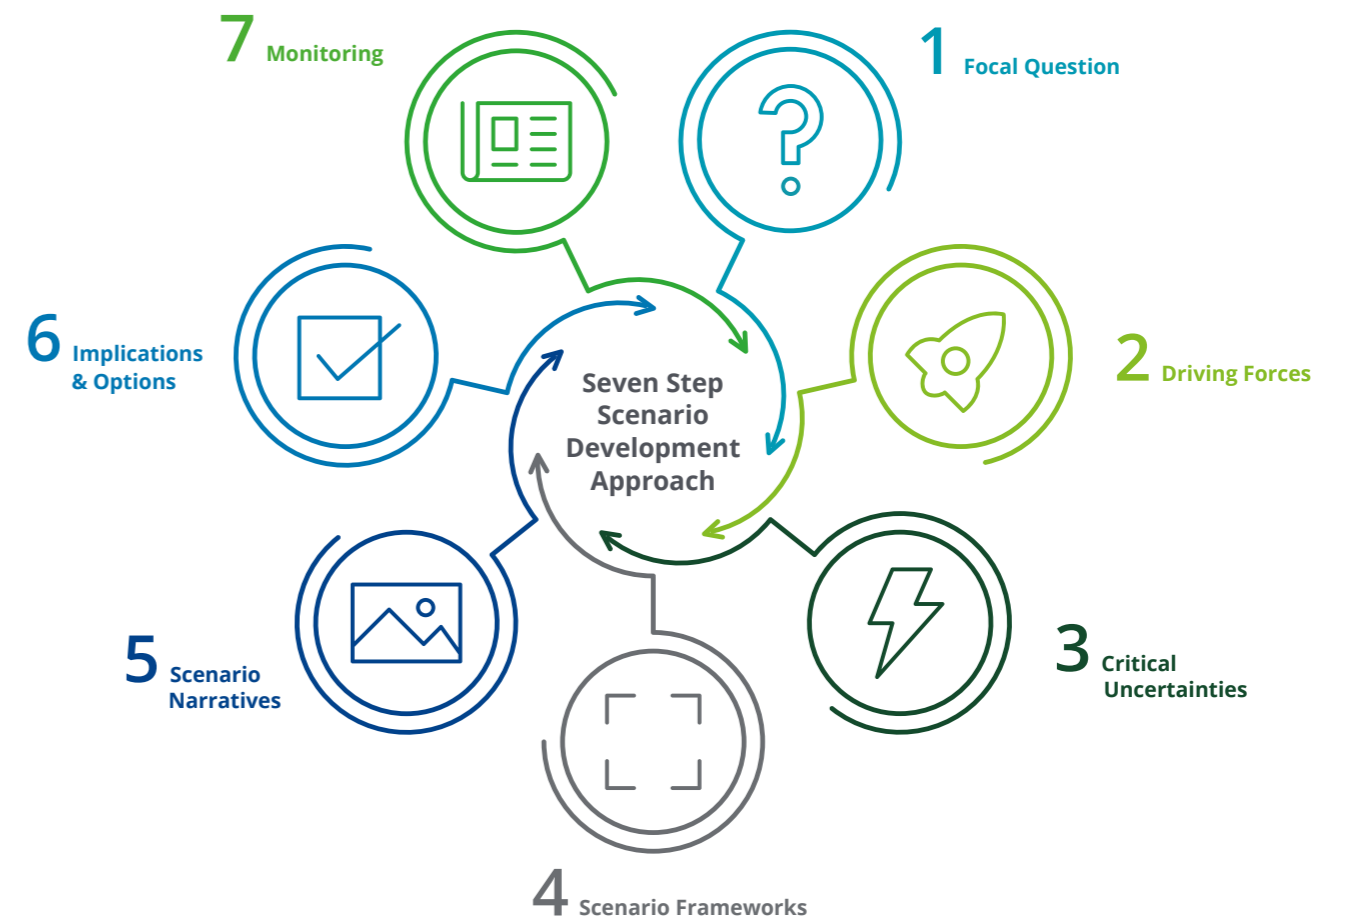 7 Monitoring
1 Focal Question
6 Implications
& Options
Seven Step
Scenario
Development
Approach
2 Driving Forces
5 Scenario
Narratives
3 Critical
Uncertainties
4 Scenario Frameworks